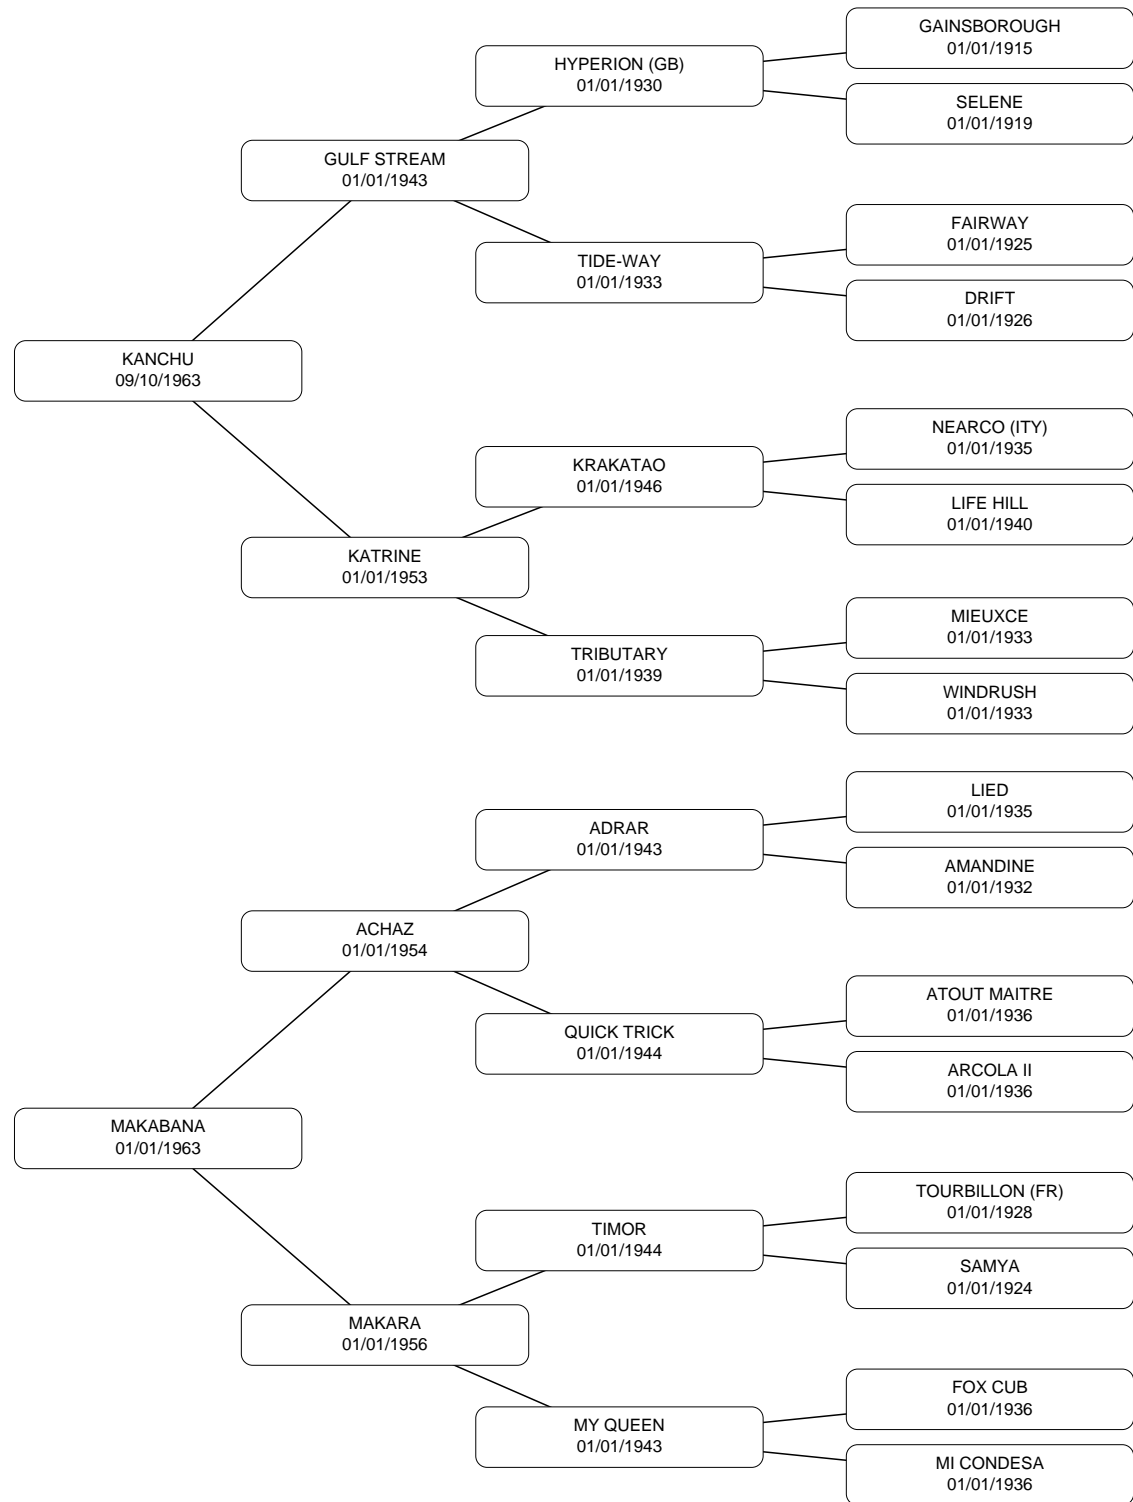 GAINSBOROUGH
01/01/1915
HYPERION (GB)
01/01/1930
SELENE
01/01/1919
GULF STREAM
01/01/1943
FAIRWAY
01/01/1925
TIDE-WAY
01/01/1933
DRIFT
01/01/1926
KANCHU
09/10/1963
NEARCO (ITY)
01/01/1935
KRAKATAO
01/01/1946
LIFE HILL
01/01/1940
KATRINE
01/01/1953
MIEUXCE
01/01/1933
TRIBUTARY
01/01/1939
WINDRUSH
01/01/1933
LIED
01/01/1935
ADRAR
01/01/1943
AMANDINE
01/01/1932
ACHAZ
01/01/1954
ATOUT MAITRE
01/01/1936
QUICK TRICK
01/01/1944
ARCOLA II
01/01/1936
MAKABANA
01/01/1963
TOURBILLON (FR)
01/01/1928
TIMOR
01/01/1944
SAMYA
01/01/1924
MAKARA
01/01/1956
FOX CUB
01/01/1936
MY QUEEN
01/01/1943
MI CONDESA
01/01/1936